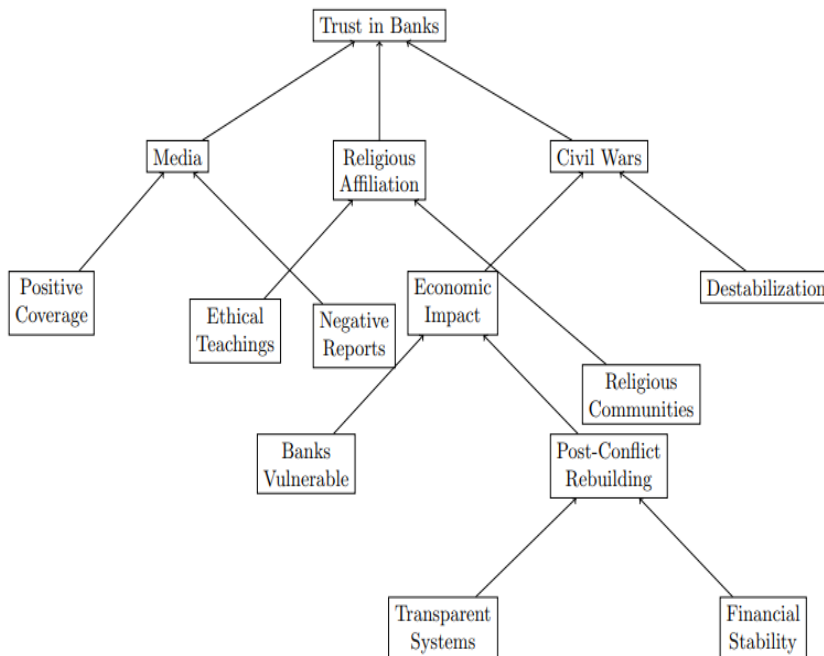 Trust in Banks
Media
Religious
Affiliation
Civil Wars
Positive
Coverage
Ethical
Teachings
Negative
Reports
Economic
Impact
Destabilization
Religious
Communities
Banks
Vulnerable
Post-Conflict
Rebuilding
Transparent
Systems
Financial
Stability